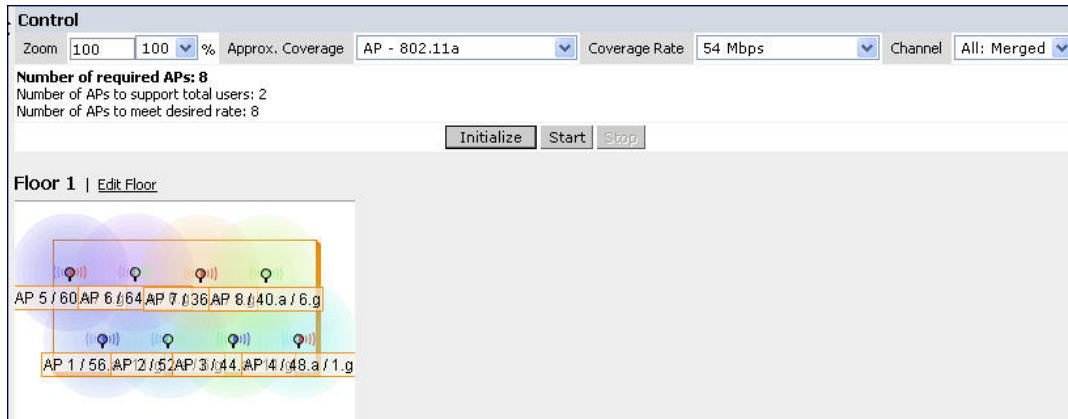 Control
Zoom 100 100 % Approx. Coverage AP - 802.11a Coverage Rate 54 Mbps Channel All: Merged
Number of required APs: 8
Number of APs to support total users: 2
Number of APs to meet desired rate: 8
Initialize Start Stop
Floor 1 | Edit Floor
AP 5 / 60 AP 6 / 64 AP 7 / 36 AP 8 / 40.a / 6.g
AP 1 / 56. AP 2 / 52 AP 3 / 44. AP 4 / 48.a / 1.g